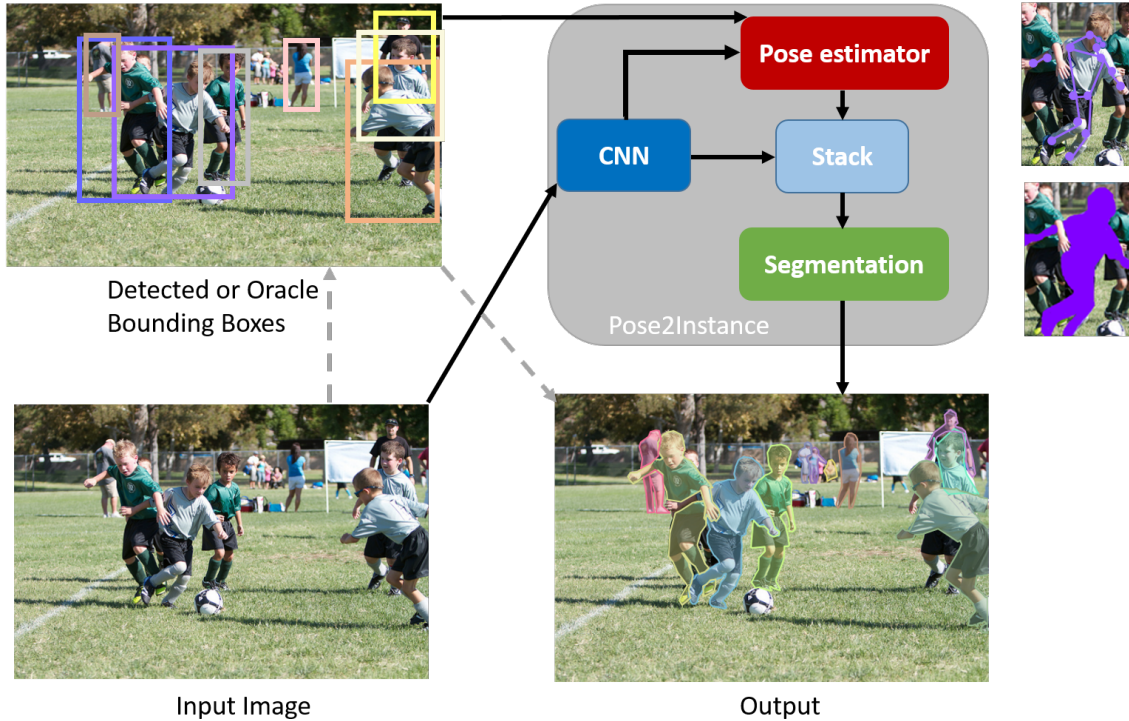 Pose estimator
CNN
Stack
Segmentation
Pose2Instance
Detected or Oracle
Bounding Boxes
Input Image
Output